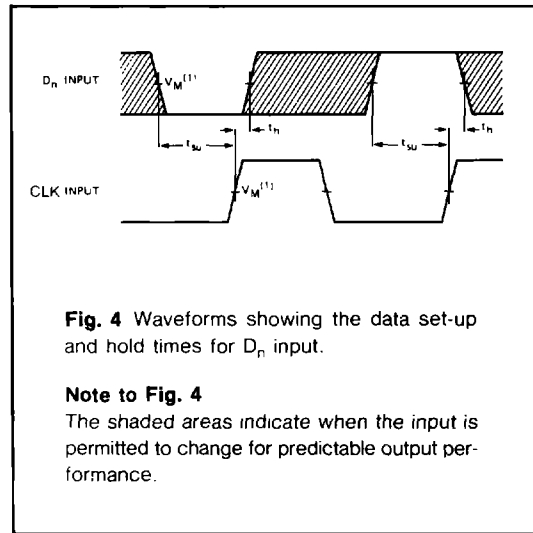 Dn INPUT
VM(1)
th
th
tsu
tsu
CLK INPUT
VM(1)
Fig. 4 Waveforms showing the data set-up
and hold times for Dn input.
Note to Fig. 4
The shaded areas indicate when the input is
permitted to change for predictable output per-
formance.